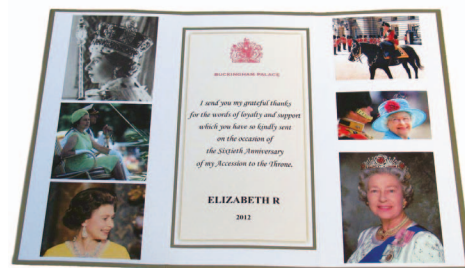 BUCKINGHAM PALACE
I send you my grateful thanks
for the words of loyalty and support
which you have so kindly sent
on the occasion of
the Sixtieth Anniversary
of my Accession to the Throne.
ELIZABETH R
2012